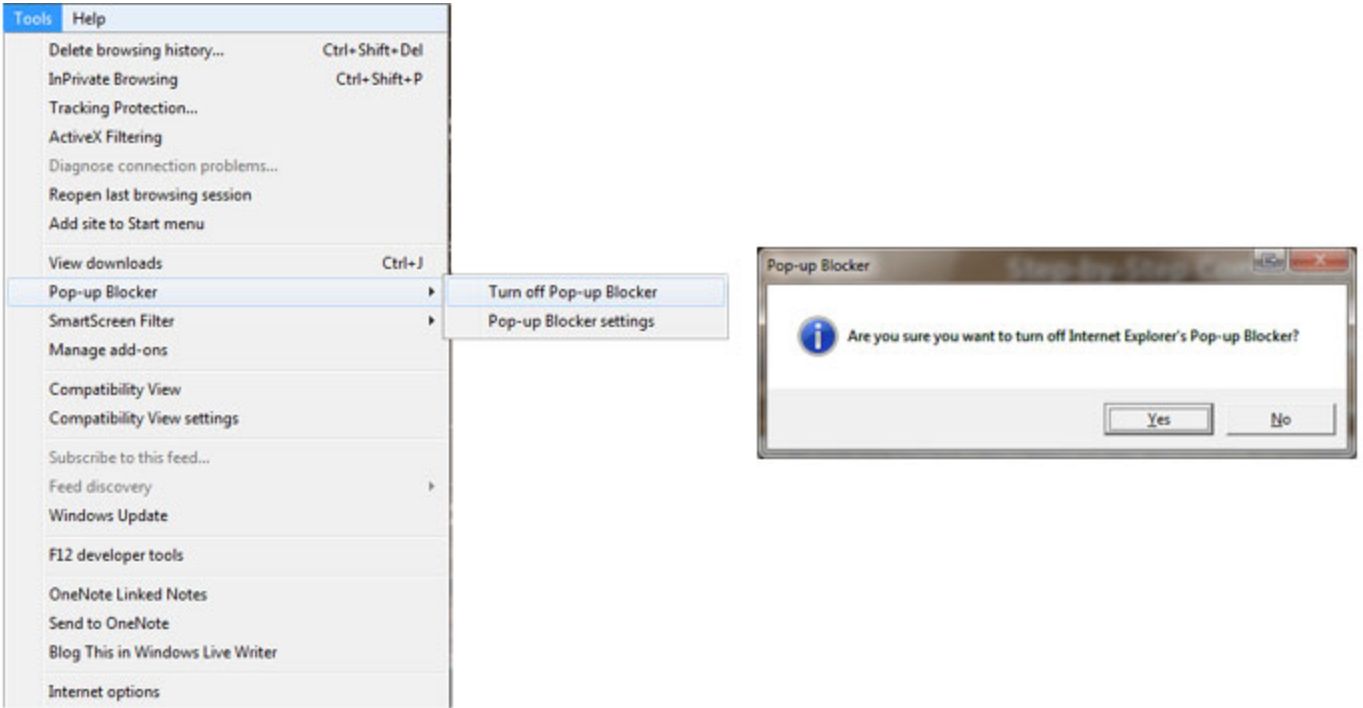 Tools Help
Delete browsing history... Ctrl+Shift+Del
InPrivate Browsing Ctrl+Shift+P
Tracking Protection...
ActiveX Filtering
Diagnose connection problems...
Reopen last browsing session
Add site to Start menu
View downloads Ctrl+J
Pop-up Blocker
Turn off Pop-up Blocker
SmartScreen Filter
Pop-up Blocker settings
Manage add-ons
Compatibility View
Compatibility View settings
Subscribe to this feed...
Feed discovery
Windows Update
F12 developer tools
OneNote Linked Notes
Send to OneNote
Blog This in Windows Live Writer
Internet options
Pop-up Blocker
Step-by-Step
Are you sure you want to turn off Internet Explorer's Pop-up Blocker?
Yes No